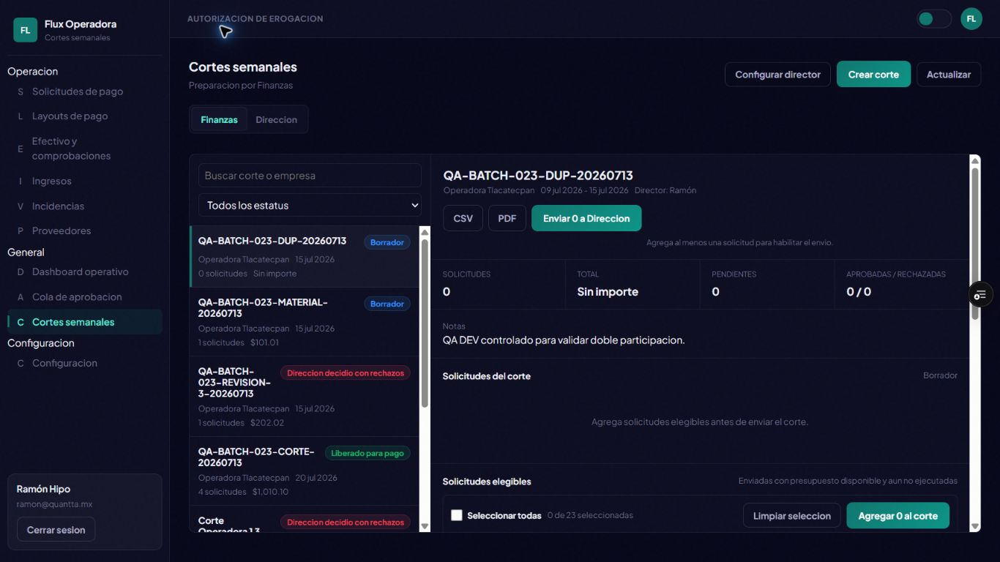 FL
Flux Operadora
Cortes semanales
Operacion
S Solicitudes de pago
L Layouts de pago
E Efectivo y
comprobaciones
I Ingresos
V Incidencias
P Proveedores
General
D Dashboard operativo
A Cola de aprobacion
C Cortes semanales
Configuracion
C Configuracion
Ramón Hipo
ramon@quantta.mx
Cerrar sesion
AUTORIZACION DE EROGACION
FL
Cortes semanales
Preparacion por Finanzas
Configurar director
Crear corte
Actualizar
Finanzas
Direccion
Buscar corte o empresa
Todos los estatus
QA-BATCH-023-DUP-20260713
Borrador
Operadora Tlacatecpan 15 jul 2026
0 solicitudes Sin importe
QA-BATCH-023-MATERIAL-
20260713
Borrador
Operadora Tlacatecpan 15 jul 2026
1 solicitudes $101.01
QA-BATCH-
023-REVISION-
3-20260713
Direccion decidio con rechazos
Operadora Tlacatecpan 15 jul 2026
1 solicitudes $202.02
QA-BATCH-023-CORTE-
20260713
Liberado para pago
Operadora Tlacatecpan 20 jul 2026
4 solicitudes $1,010.10
Corte
Operadora 13
Direccion decidio con rechazos
QA-BATCH-023-DUP-20260713
Operadora Tlacatecpan 09 jul 2026 - 15 jul 2026 Director: Ramón
CSV
PDF
Enviar 0 a Direccion
Agrega al menos una solicitud para habilitar el envio.
SOLICITUDES
0
TOTAL
Sin importe
PENDIENTES
0
APROBADAS / RECHAZADAS
0 / 0
Notas
QA DEV controlado para validar doble participacion.
Solicitudes del corte
Borrador
Agrega solicitudes elegibles antes de enviar el corte.
Solicitudes elegibles
Enviadas con presupuesto disponible y aun no ejecutadas
Seleccionar todas 0 de 23 seleccionadas
Limpiar seleccion
Agregar 0 al corte